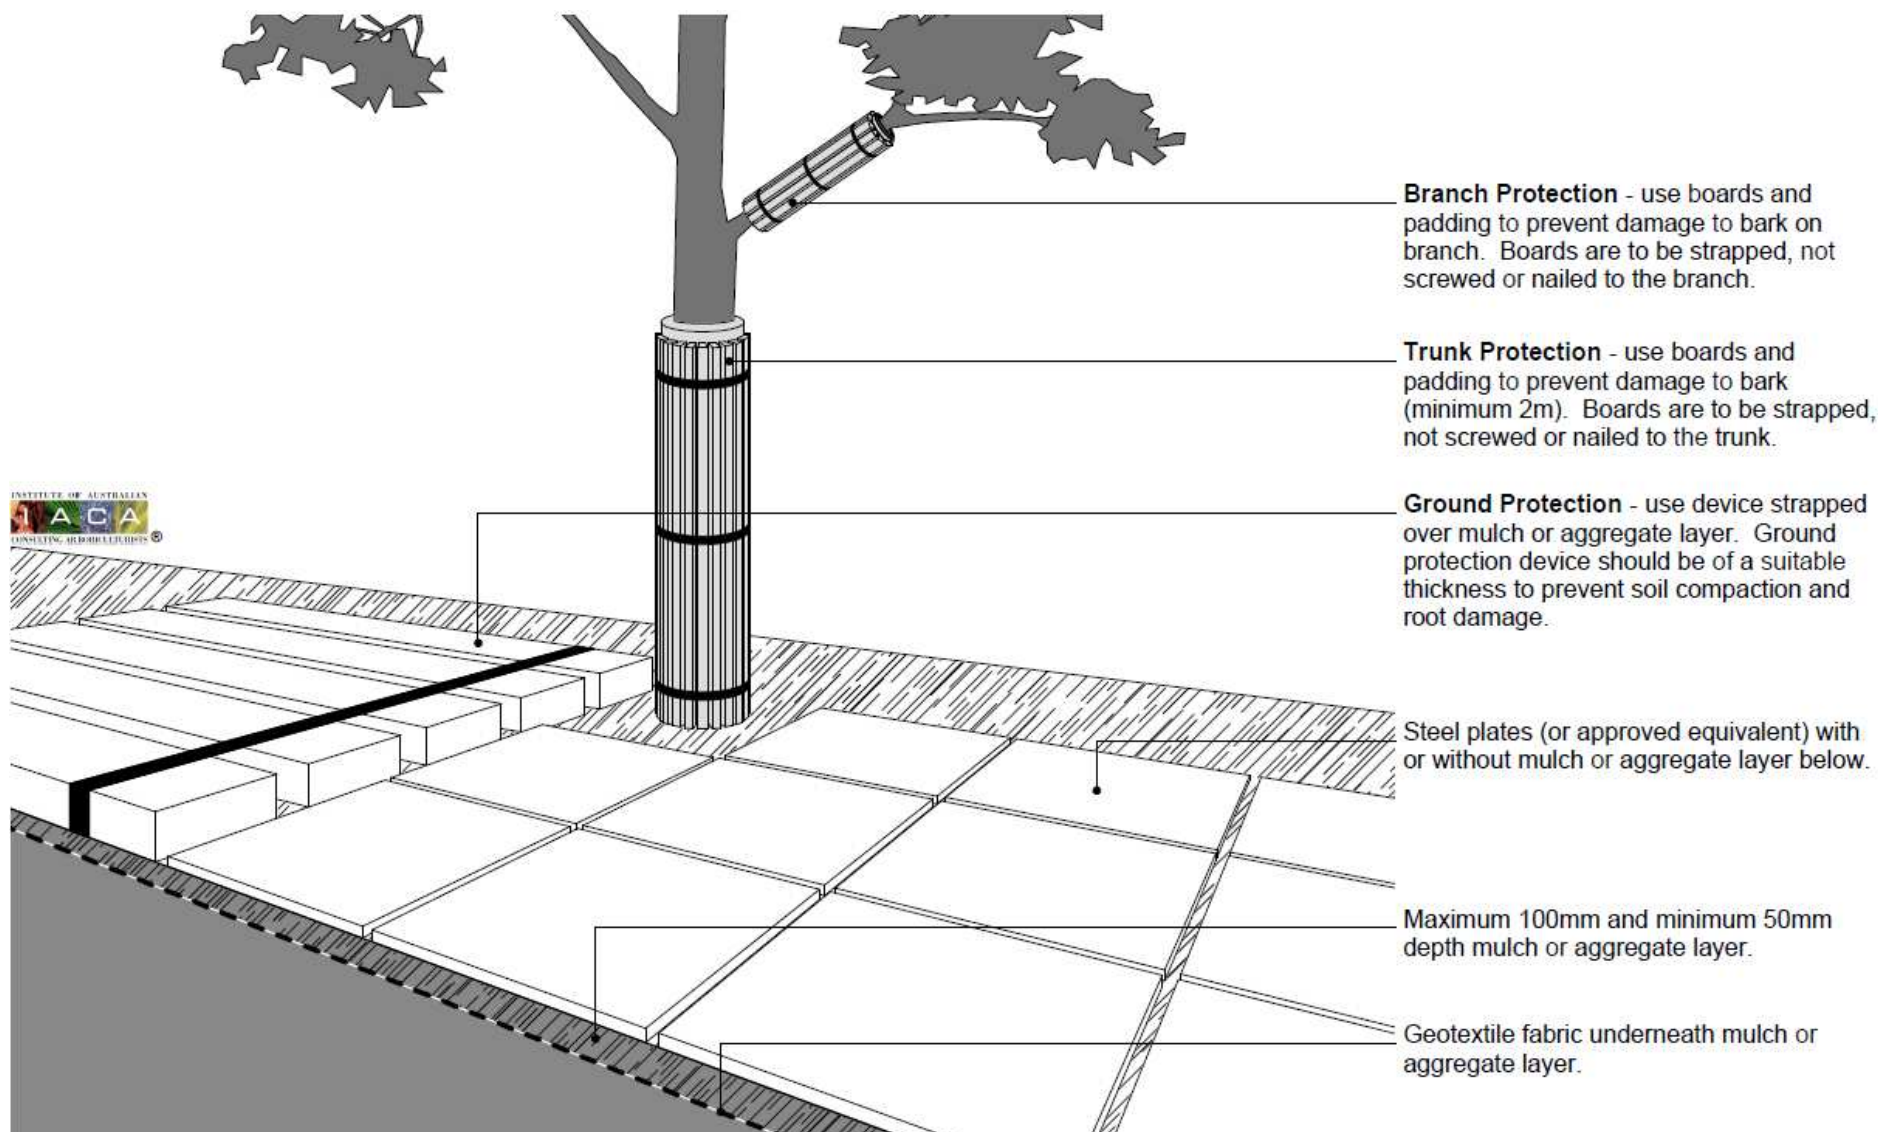 Branch Protection - use boards and
padding to prevent damage to bark on
branch. Boards are to be strapped, not
screwed or nailed to the branch.
Trunk Protection - use boards and
padding to prevent damage to bark
(minimum 2m). Boards are to be strapped,
not screwed or nailed to the trunk.
INSTITUTE OF AUSTRALIAN
IACA
CONSULTING ARBORICULTURISTS ®
Ground Protection - use device strapped
over mulch or aggregate layer. Ground
protection device should be of a suitable
thickness to prevent soil compaction and
root damage.
Steel plates (or approved equivalent) with
or without mulch or aggregate layer below.
Maximum 100mm and minimum 50mm
depth mulch or aggregate layer.
Geotextile fabric underneath mulch or
aggregate layer.